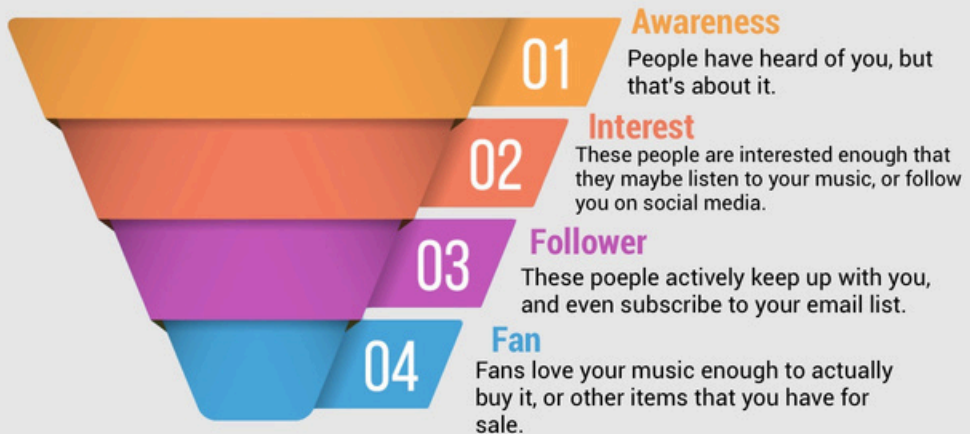 01
Awareness
People have heard of you, but
that's about it.
02
Interest
These people are interested enough that
they maybe listen to your music, or follow
you on social media.
03
Follower
These poeple actively keep up with you,
and even subscribe to your email list.
04
Fan
Fans love your music enough to actually
buy it, or other items that you have for
sale.